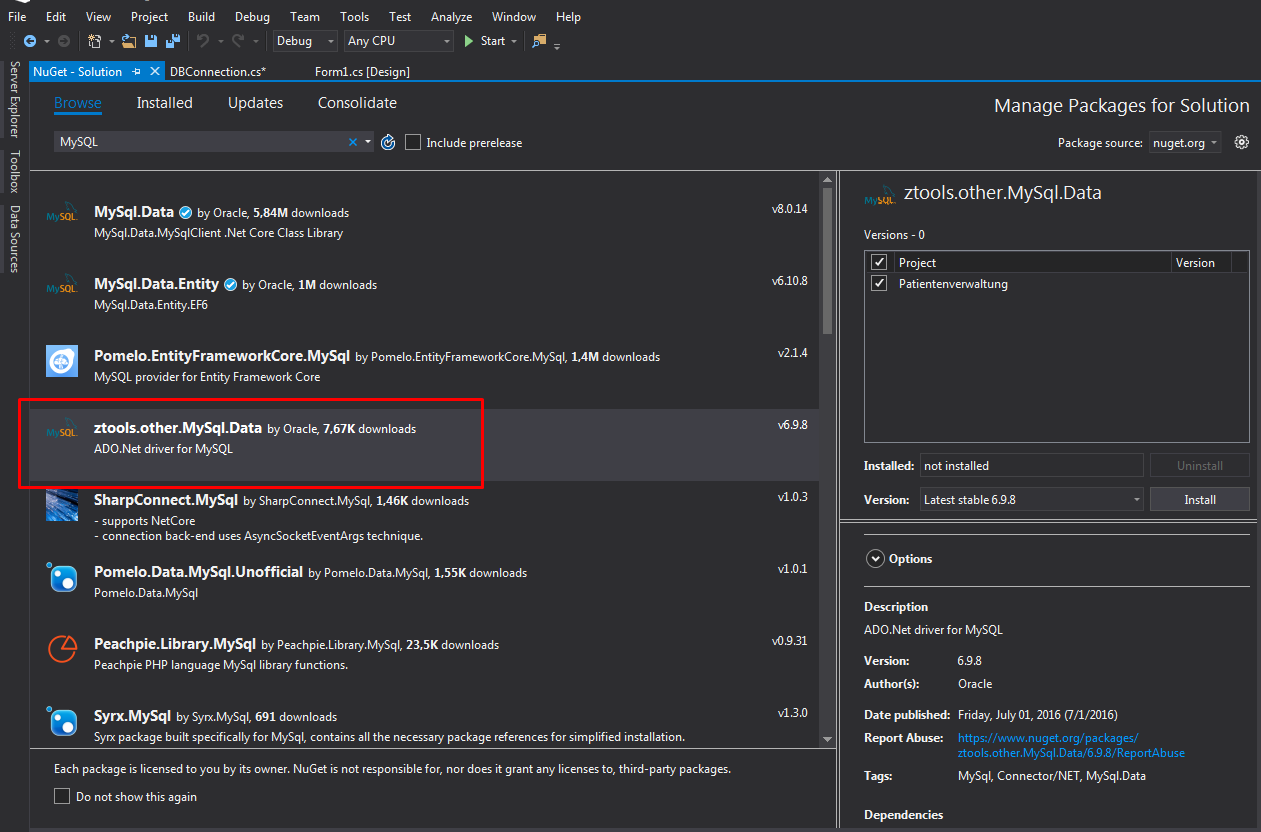 File Edit View Project Build Debug Team Tools Test Analyze Window Help
Debug Any CPU Start
Server Explorer
Toolbox
Data Sources
NuGet - Solution DBConnection.cs* Form1.cs [Design]
Browse Installed Updates Consolidate
Manage Packages for Solution
MySQL
Include prerelease
Package source: nuget.org
MySQL
MySql.Data by Oracle, 5,84M downloads
v8.0.14
MySql.Data.MySqlClient .Net Core Class Library
MySQL
MySql.Data.Entity by Oracle, 1M downloads
v6.10.8
MySql.Data.Entity.EF6
Pomelo.EntityFrameworkCore.MySql by Pomelo.EntityFrameworkCore.MySql, 1,4M downloads
v2.1.4
MySQL provider for Entity Framework Core
MySQL
ztools.other.MySql.Data by Oracle, 7,67K downloads
v6.9.8
ADO.Net driver for MySQL
SharpConnect.MySql by SharpConnect.MySql, 1,46K downloads
v1.0.3
- supports NetCore
- connection back-end uses AsyncSocketEventArgs technique.
Pomelo.Data.MySql.Unofficial by Pomelo.Data.MySql, 1,55K downloads
v1.0.1
Pomelo.Data.MySql
Peachpie.Library.MySql by Peachpie.Library.MySql, 23,5K downloads
v0.9.31
Peachpie PHP language MySql library functions.
Syrx.MySql by Syrx.MySql, 691 downloads
v1.3.0
Syrx package built specifically for MySql, contains all the necessary package references for simplified installation.
Each package is licensed to you by its owner. NuGet is not responsible for, nor does it grant any licenses to, third-party packages.
Do not show this again
MySQL
ztools.other.MySql.Data
Versions - 0
Project Version
Patientenverwaltung
Installed: not installed Uninstall
Version: Latest stable 6.9.8 Install
Options
Description
ADO.Net driver for MySQL
Version: 6.9.8
Author(s): Oracle
Date published: Friday, July 01, 2016 (7/1/2016)
Report Abuse: https://www.nuget.org/packages/
ztools.other.MySql.Data/6.9.8/ReportAbuse
Tags: MySql, Connector/NET, MySql.Data
Dependencies